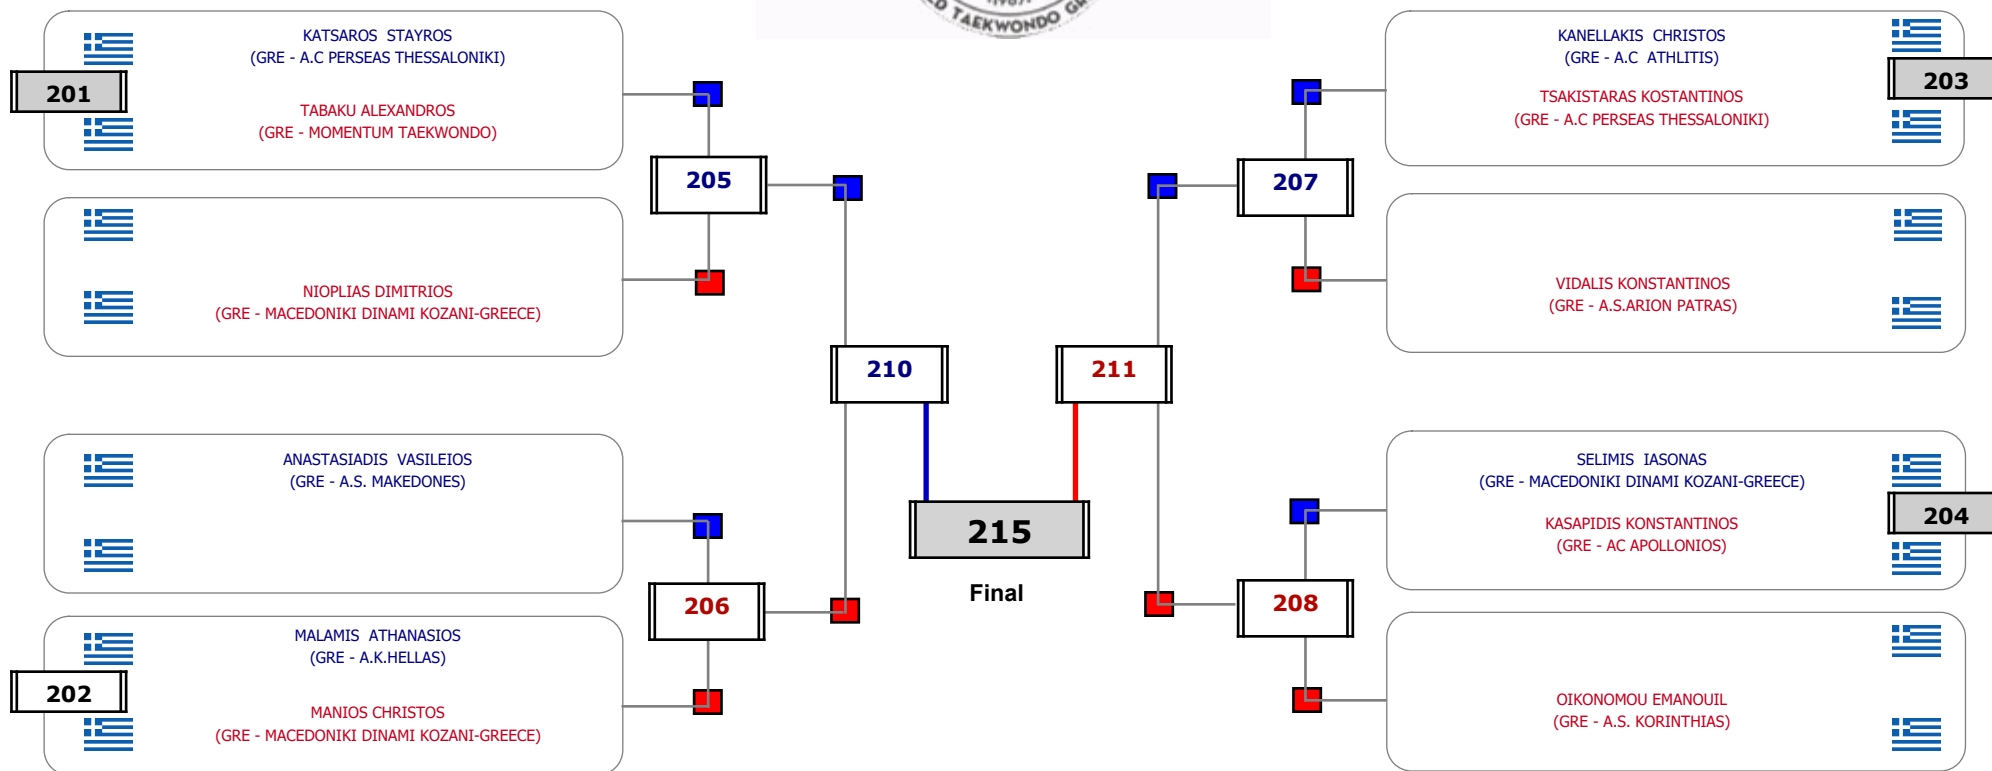 TAEKWONDO
KATSAROS STAYROS
(GRE - A.C PERSEAS THESSALONIKI)
201
TABAKU ALEXANDROS
(GRE - MOMENTUM TAEKWONDO)
205
NIOPLIAS DIMITRIOS
(GRE - MACEDONIKI DINAMI KOZANI-GREECE)
210
ANASTASIADIS VASILEIOS
(GRE - A.S. MAKEDONES)
206
MALAMIS ATHANASIOS
(GRE - A.K.HELLAS)
202
MANIOS CHRISTOS
(GRE - MACEDONIKI DINAMI KOZANI-GREECE)
215
Final
KANELLAKIS CHRISTOS
(GRE - A.C ATHLITIS)
203
TSAKISTARAS KOSTANTINOS
(GRE - A.C PERSEAS THESSALONIKI)
207
VIDALIS KONSTANTINOS
(GRE - A.S.ARION PATRAS)
211
SELIMIS IASONAS
(GRE - MACEDONIKI DINAMI KOZANI-GREECE)
204
KASAPIDIS KONSTANTINOS
(GRE - AC APOLLONIOS)
208
OIKONOMOU EMANOUIL
(GRE - A.S. KORINTHIAS)